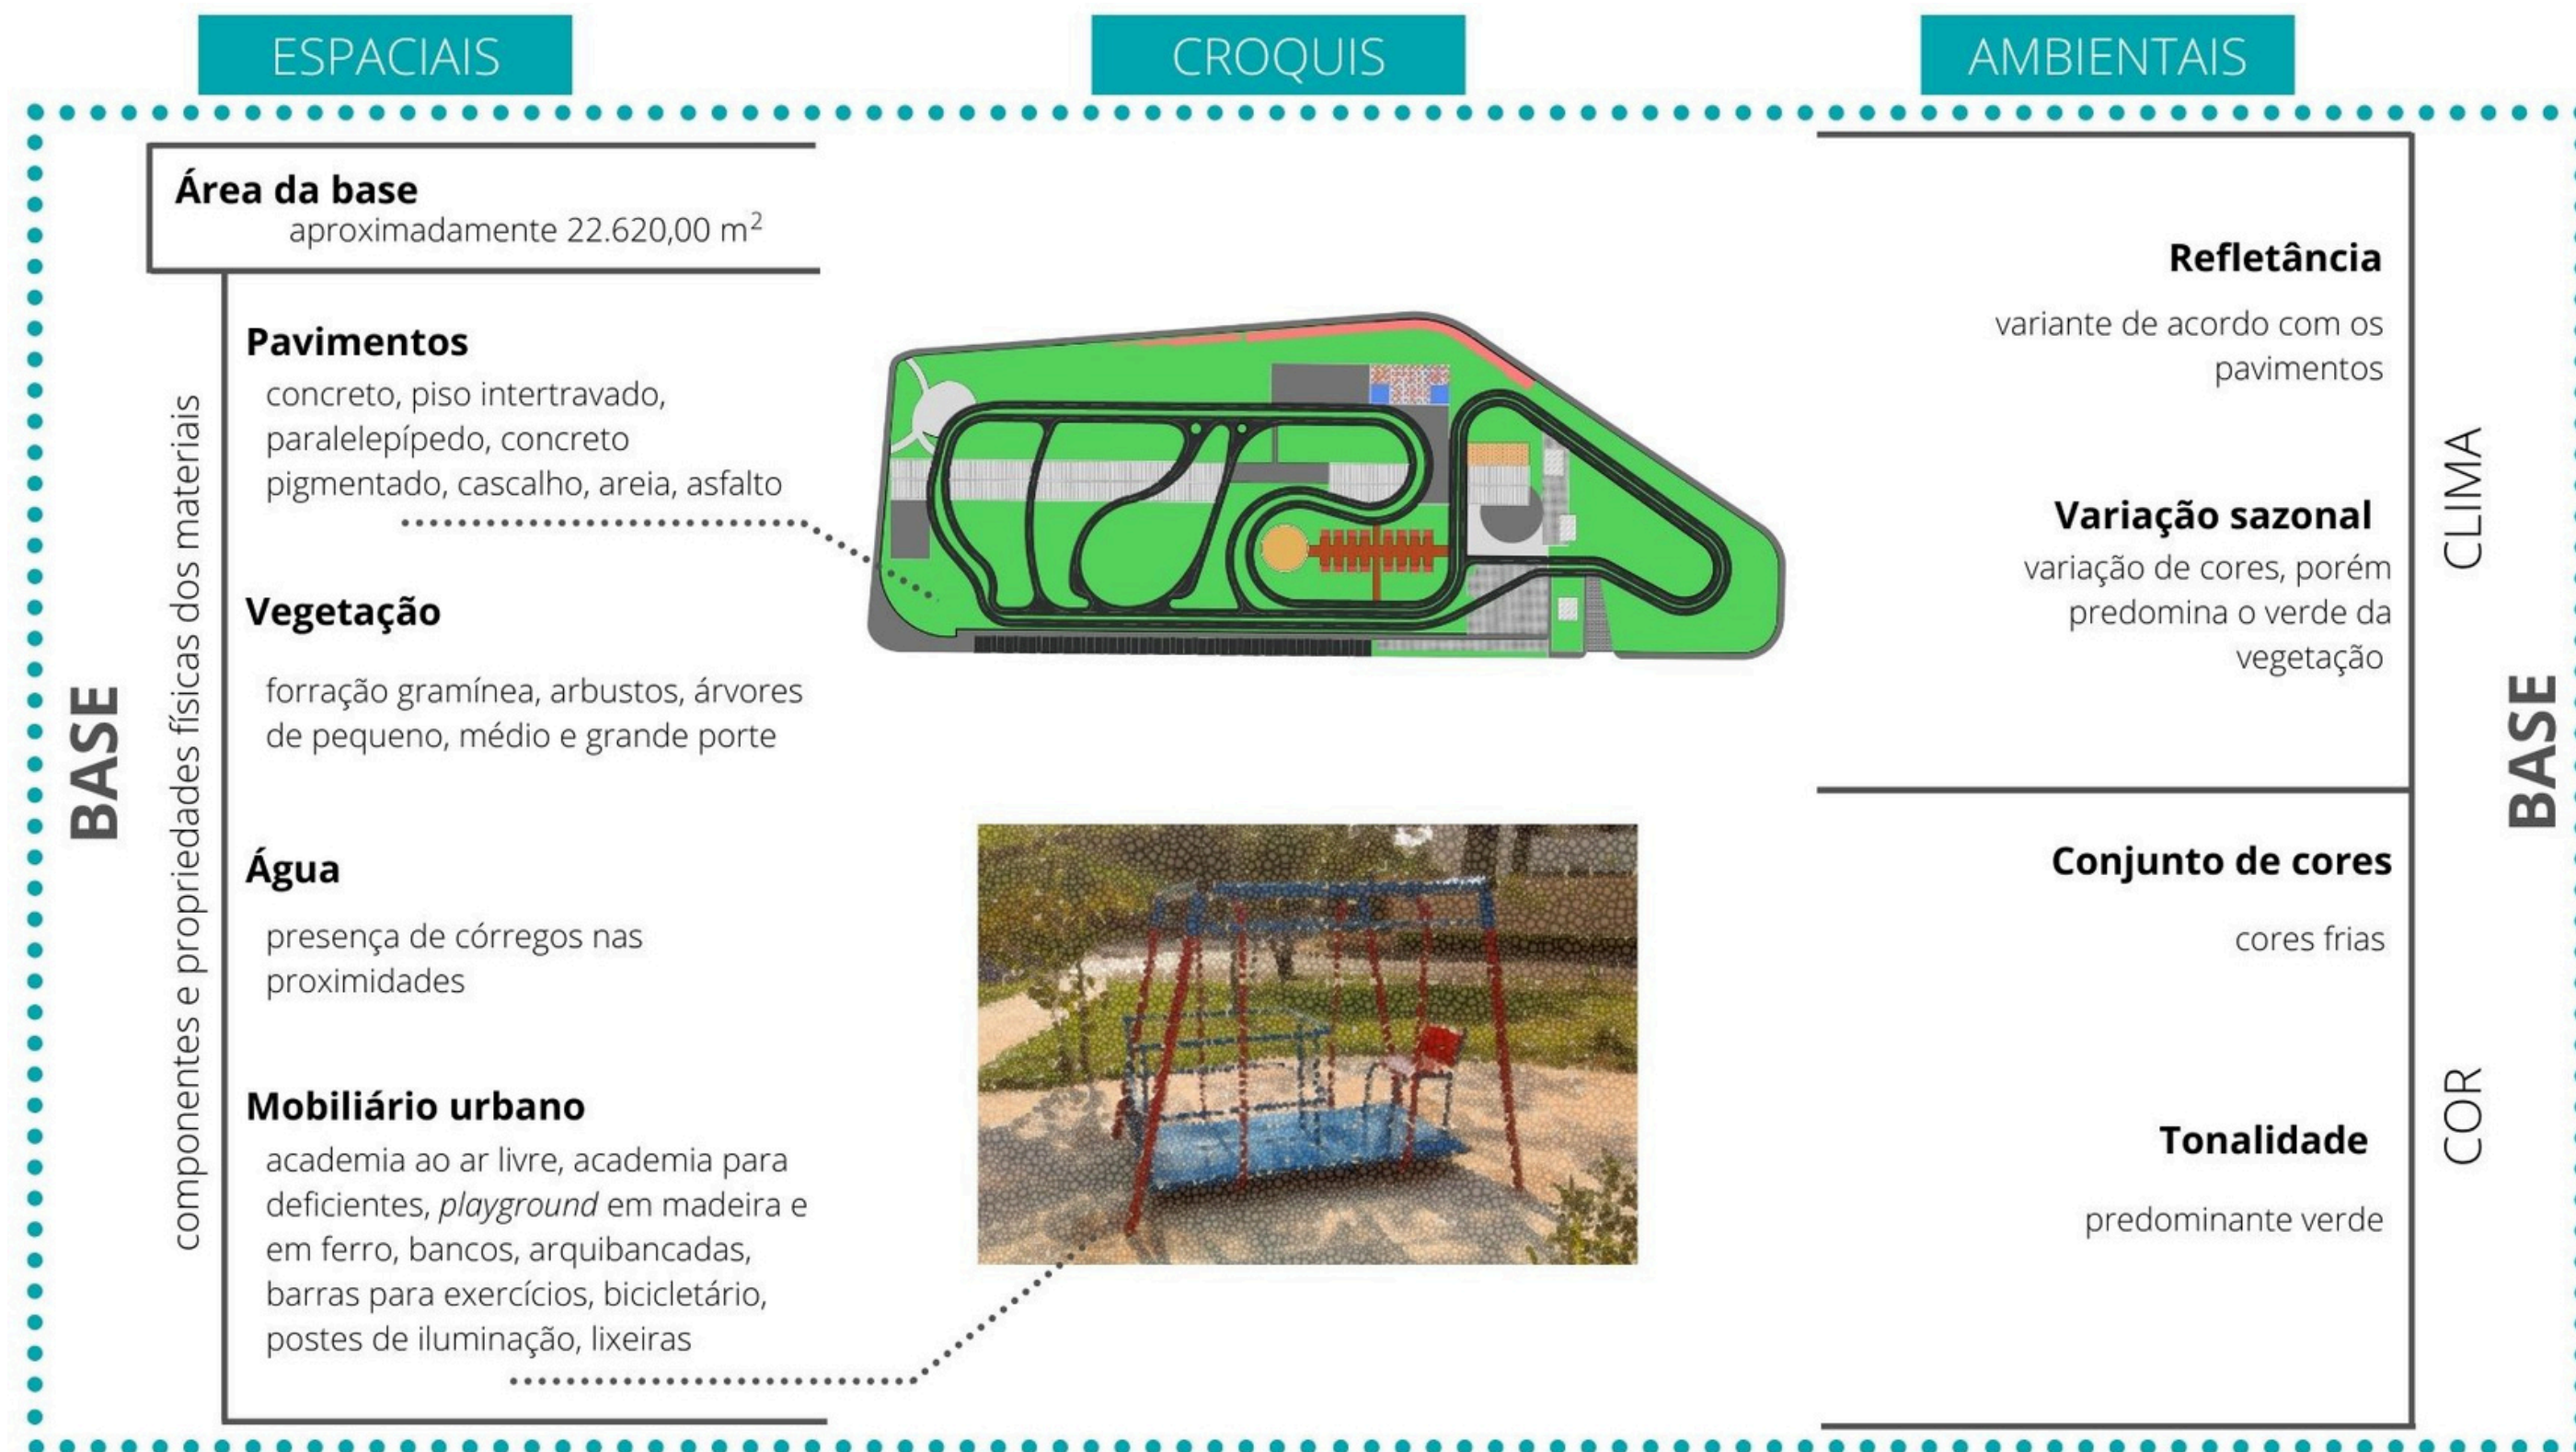 ESPACIAIS
CROQUIS
AMBIENTAIS
BASE
componentes e propriedades físicas dos materiais
Área da base
aproximadamente 22.620,00 m²
Pavimentos
concreto, piso intertravado,
paralelepípedo, concreto
pigmentado, cascalho, areia, asfalto
Vegetação
forração gramínea, arbustos, árvores
de pequeno, médio e grande porte
Água
presença de córregos nas
proximidades
Mobiliário urbano
academia ao ar livre, academia para
deficientes, playground em madeira e
em ferro, bancos, arquibancadas,
barras para exercícios, bicicletário,
postes de iluminação, lixeiras
Refletância
variante de acordo com os
pavimentos
Variação sazonal
variação de cores, porém
predomina o verde da
vegetação
CLIMA
Conjunto de cores
cores frias
Tonalidade
predominante verde
COR
BASE